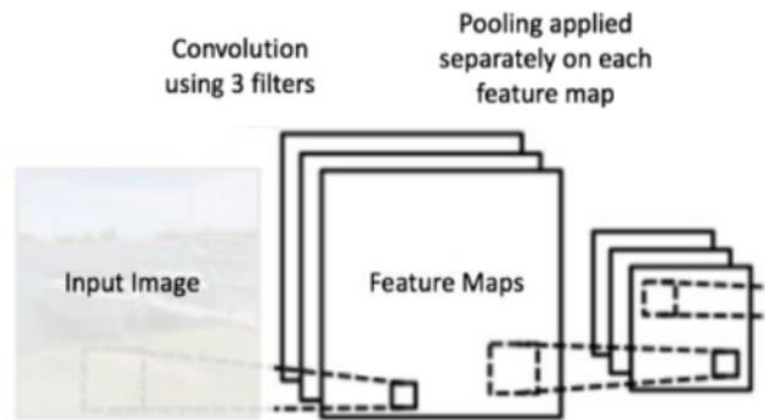 Convolution
using 3 filters
Pooling applied
separately on each
feature map
Input Image
Feature Maps